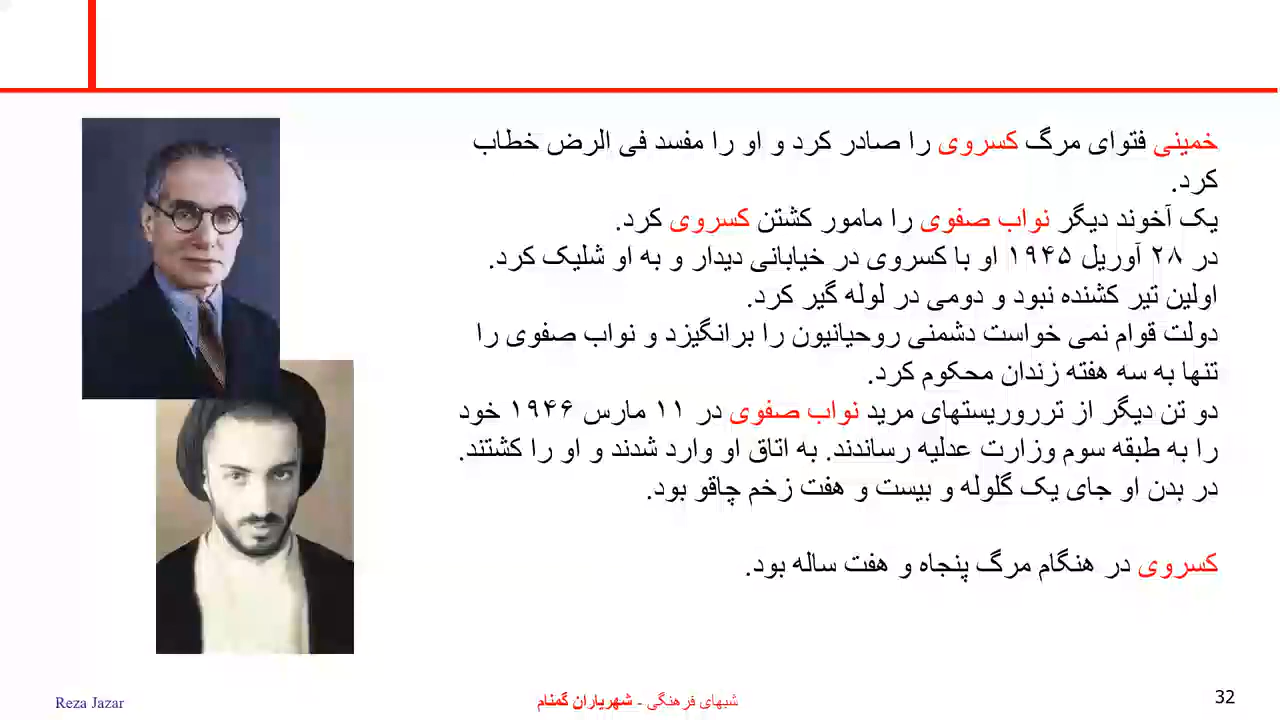 خمینی فتوای مرگ کسروی را صادر کرد و او را مفسد فی الرض خطاب
کرد.
یک آخوند دیگر نواب صفوی را مامور کشتن کسروی کرد.
در ۲۸ آوریل ۱۹۴۵ او با کسروی در خیابانی دیدار و به او شلیک کرد.
اولین تیر کشنده نبود و دومی در لوله گیر کرد.
دولت قوام نمی خواست دشمنی روحیانیون را برانگیزد و نواب صفوی را
تنها به سه هفته زندان محکوم کرد.
دو تن دیگر از ترروریستهای مرید نواب صفوی در ۱۱ مارس ۱۹۴۶ خود
را به طبقه سوم وزارت عدلیه رساندند. به اتاق او وارد شدند و او را کشتند.
در بدن او جای یک گلوله و بیست و هفت زخم چاقو بود.
کسروی در هنگام مرگ پنجاه و هفت ساله بود.
Reza Jazar
شبهای فرهنگی - شهریاران گمنام
32